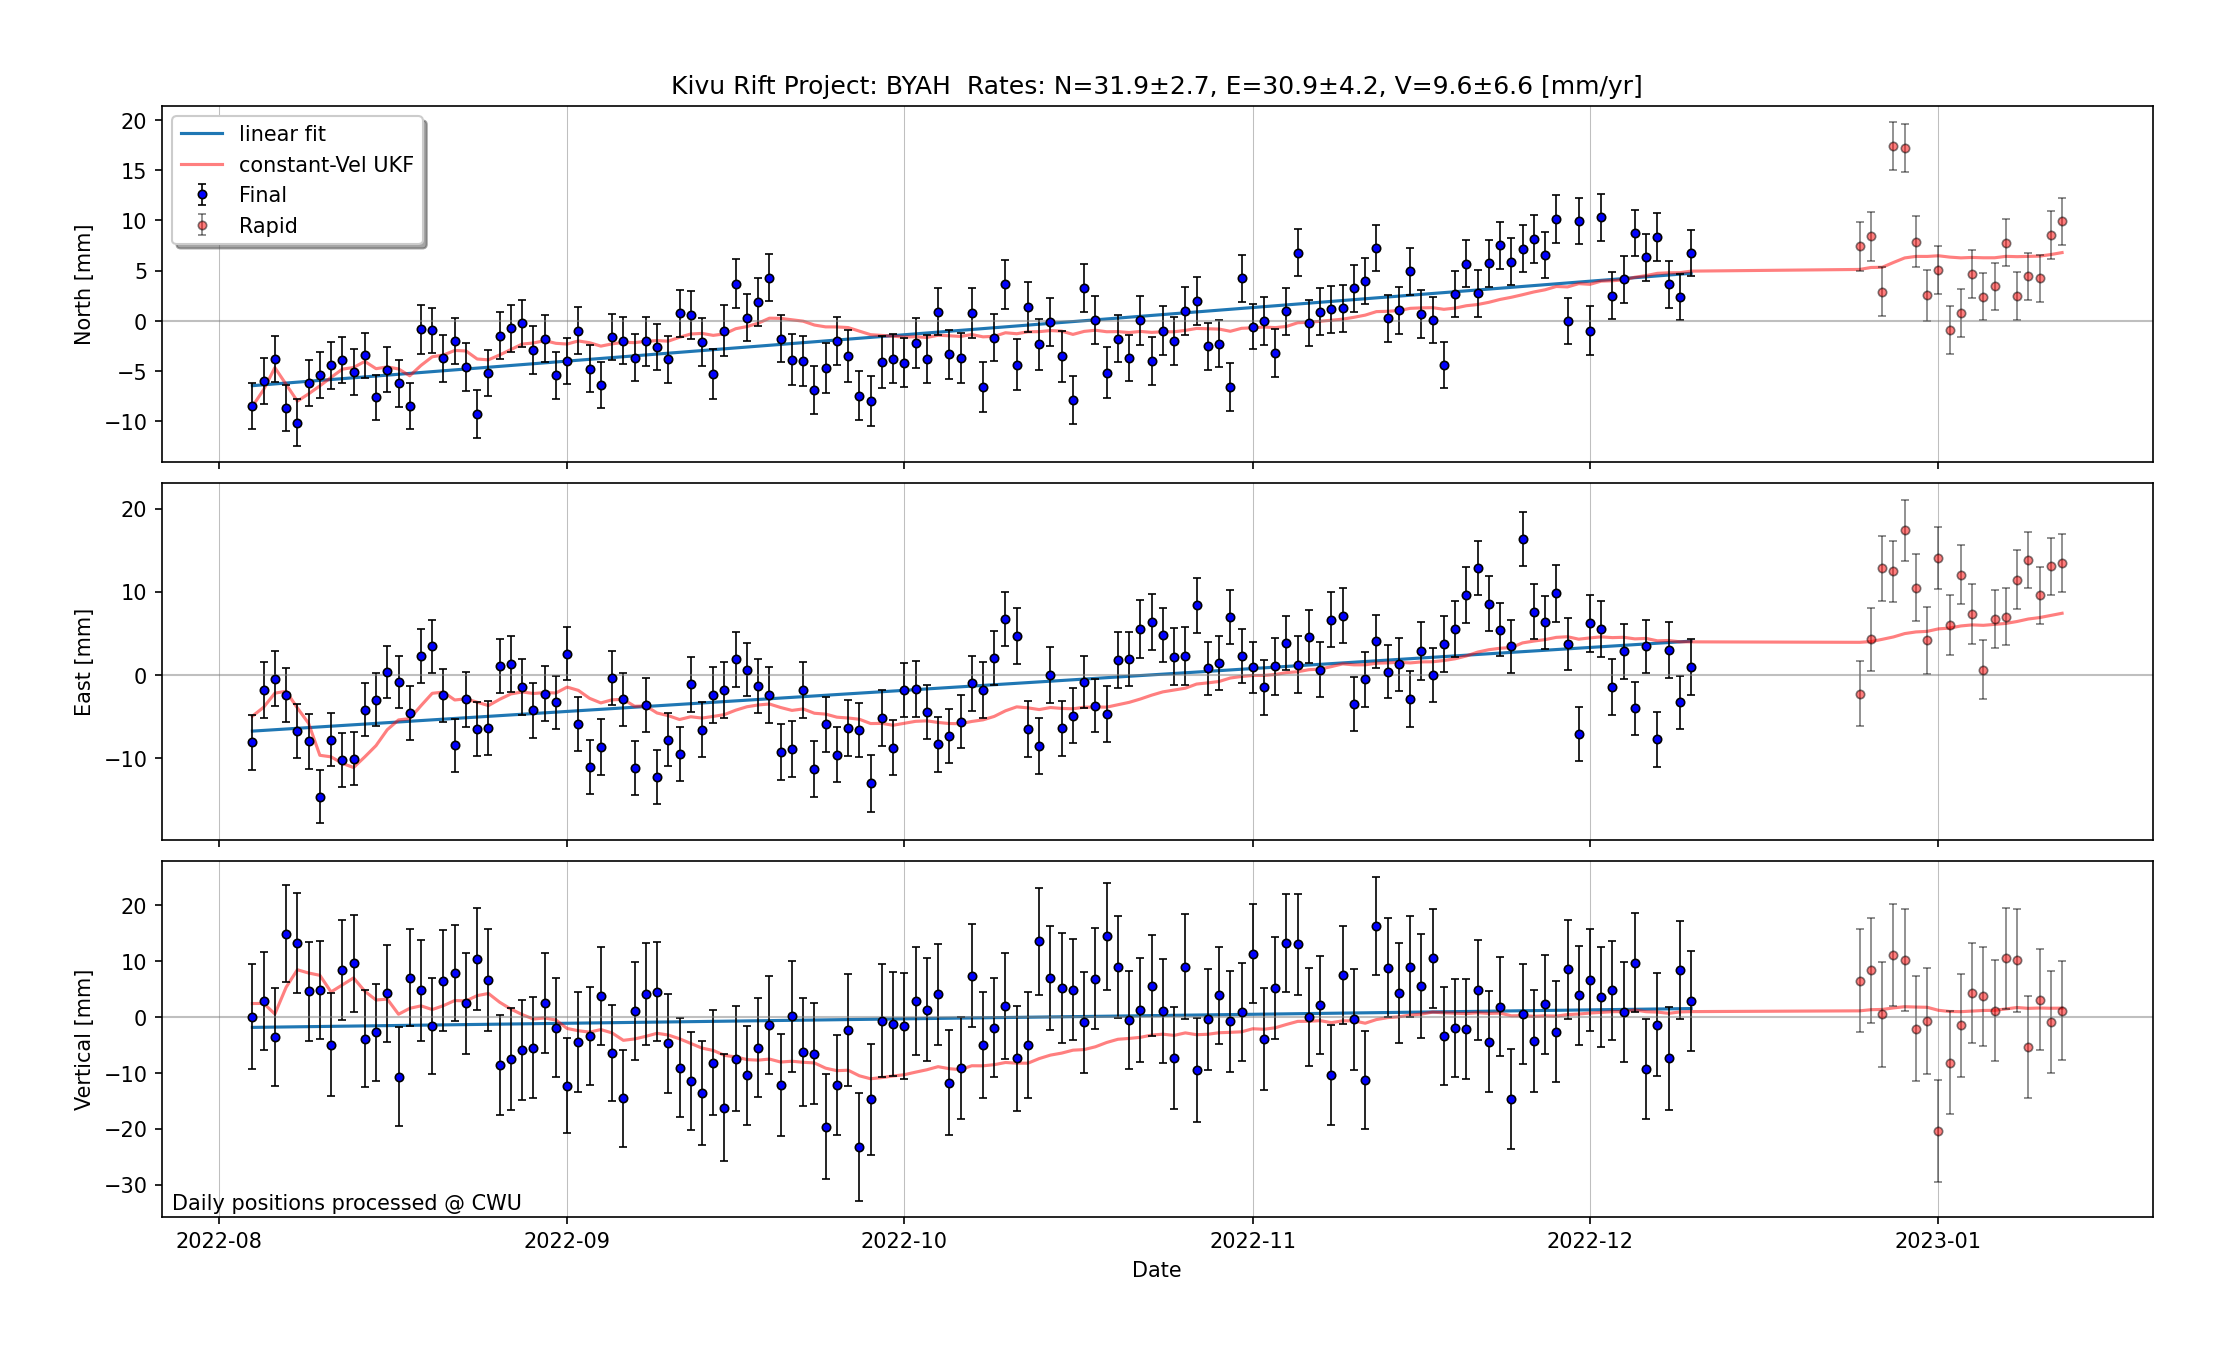 Kivu Rift Project: BYAH  Rates: N=31.9±2.7, E=30.9±4.2, V=9.6±6.6 [mm/yr]
linear fit
constant-Vel UKF
Final
Rapid
North [mm]
20
15
10
5
0
−5
−10
East [mm]
20
10
0
−10
Vertical [mm]
20
10
0
−10
−20
−30
Daily positions processed @ CWU
2022-08 2022-09 2022-10 2022-11 2022-12 2023-01
Date